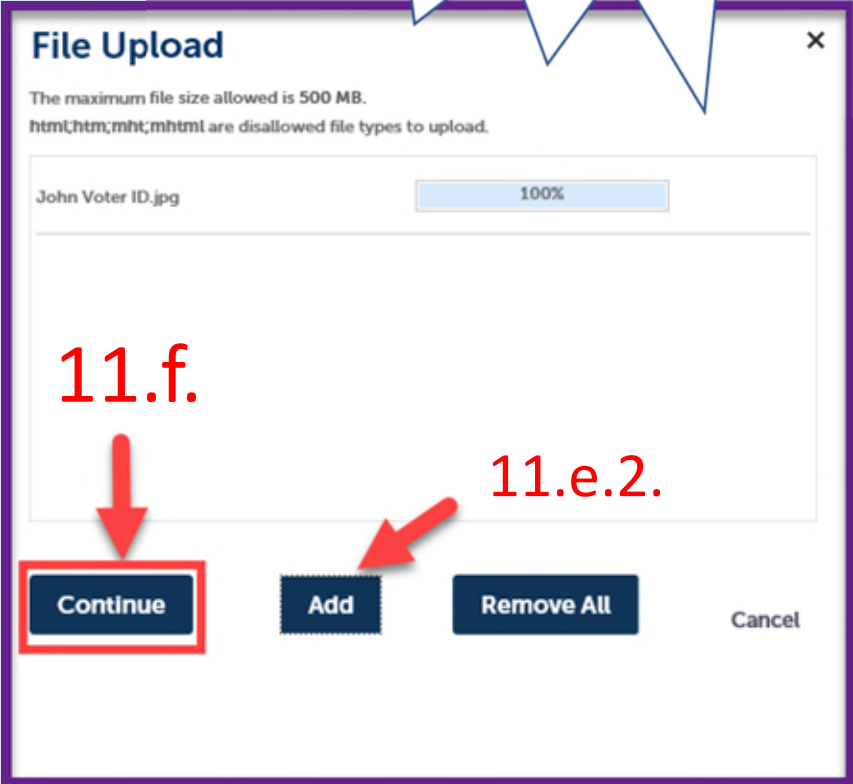 File Upload
×
The maximum file size allowed is 500 MB.
html;htm;mht;mhtml are disallowed file types to upload.
John Voter ID.jpg 100%
11.f.
11.e.2.
Continue Add Remove All Cancel